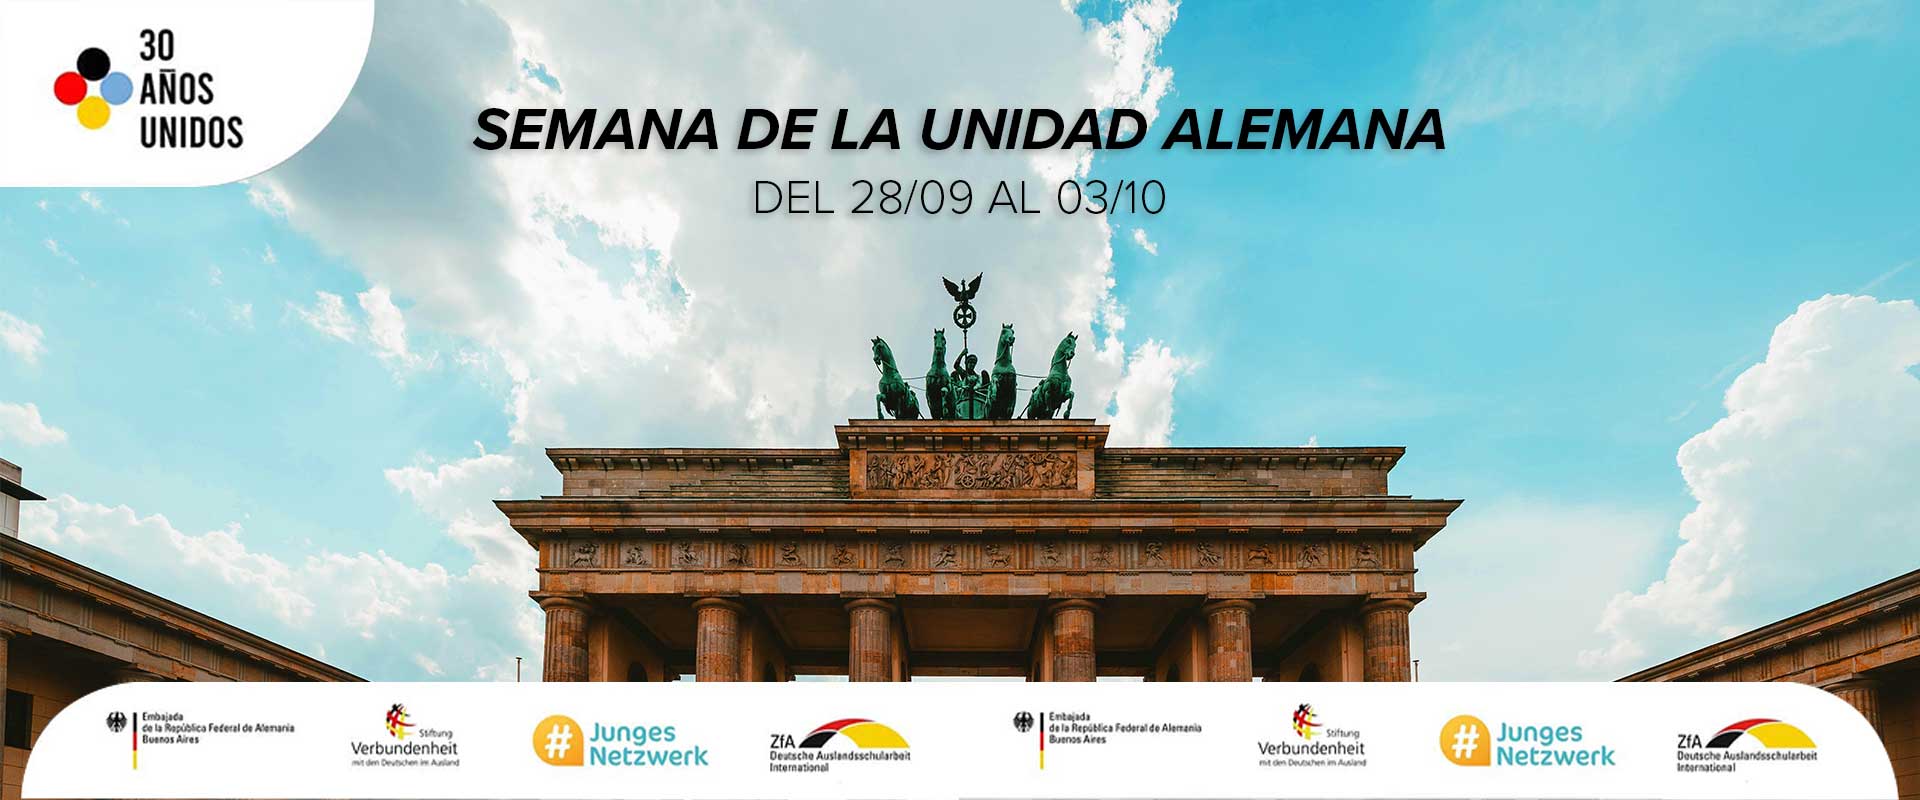 30
AÑOS
UNIDOS
SEMANA DE LA UNIDAD ALEMANA
DEL 28/09 AL 03/10
Embajada
de la República Federal de Alemania
Buenos Aires
Stiftung
Verbundenheit
mit den Deutschen im Ausland
# Junges
Netzwerk
ZfA
Deutsche Auslandsschularbeit
International
Embajada
de la República Federal de Alemania
Buenos Aires
Stiftung
Verbundenheit
mit den Deutschen im Ausland
# Junges
Netzwerk
ZfA
Deutsche Auslandsschularbeit
International